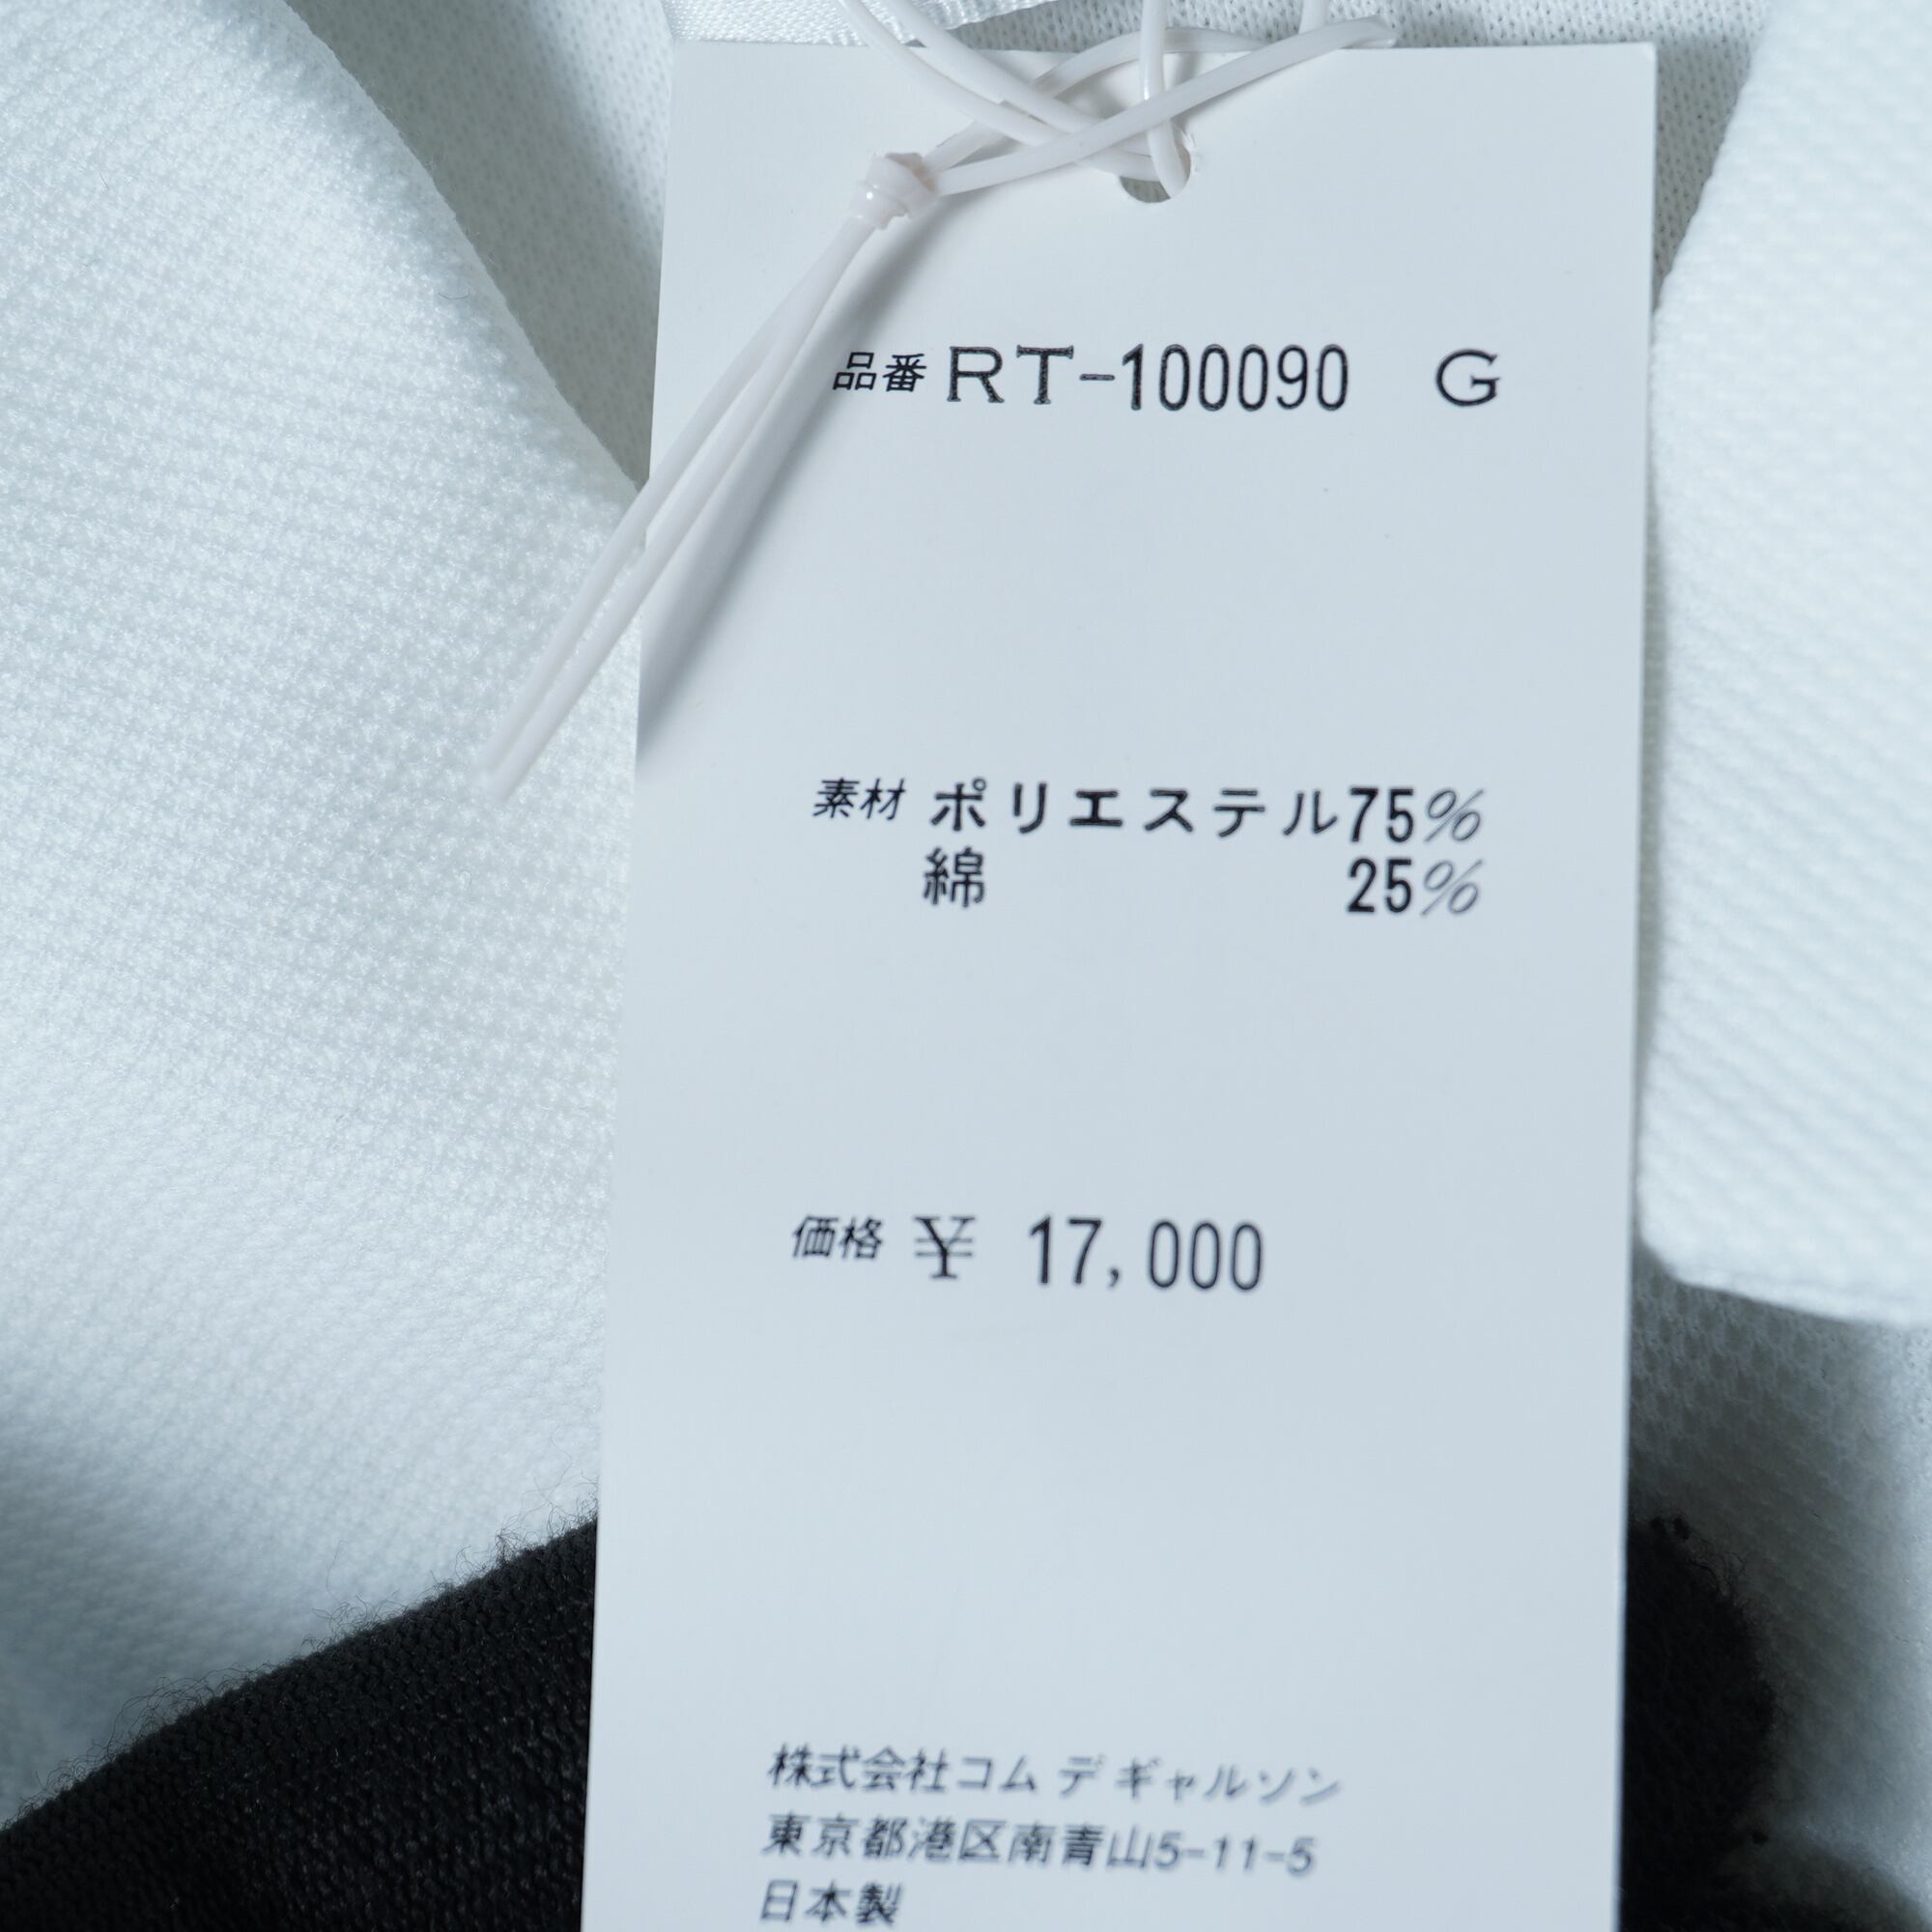 品番 RT-100090 G
素材 ポリエステル75%
綿 25%
価格 ¥ 17,000
株式会社コム デ ギャルソン
東京都港区南青山5-11-5
日本製